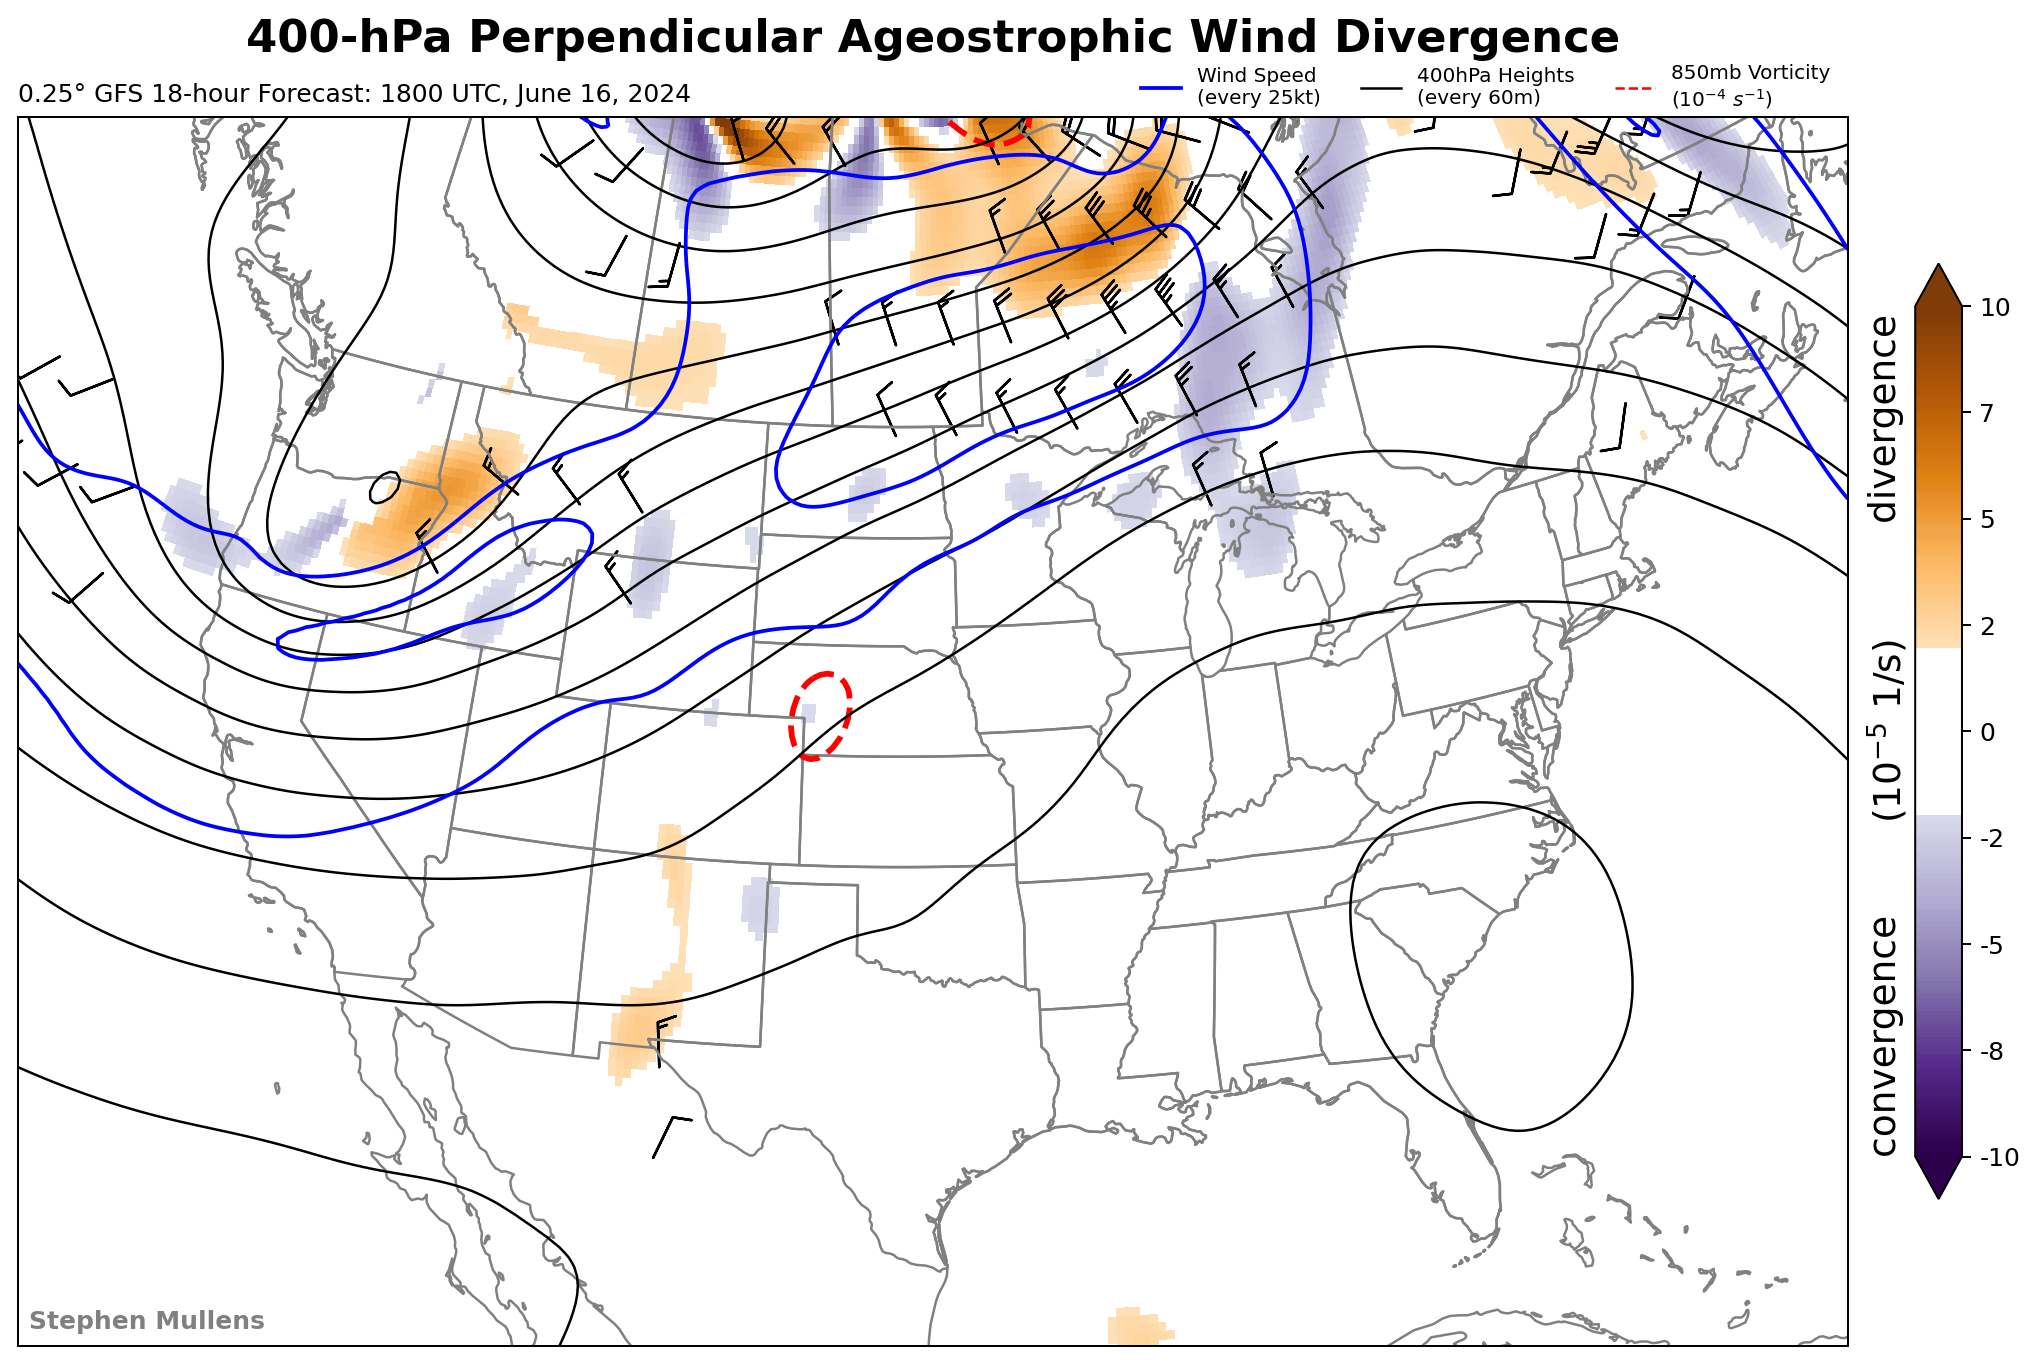 400-hPa Perpendicular Ageostrophic Wind Divergence
0.25° GFS 18-hour Forecast: 1800 UTC, June 16, 2024
Wind Speed
(every 25kt)
400hPa Heights
(every 60m)
850mb Vorticity
(10⁻⁴ s⁻¹)
10
7
5
2
0
-2
-5
-8
-10
convergence (10⁻⁵ 1/s) divergence
Stephen Mullens